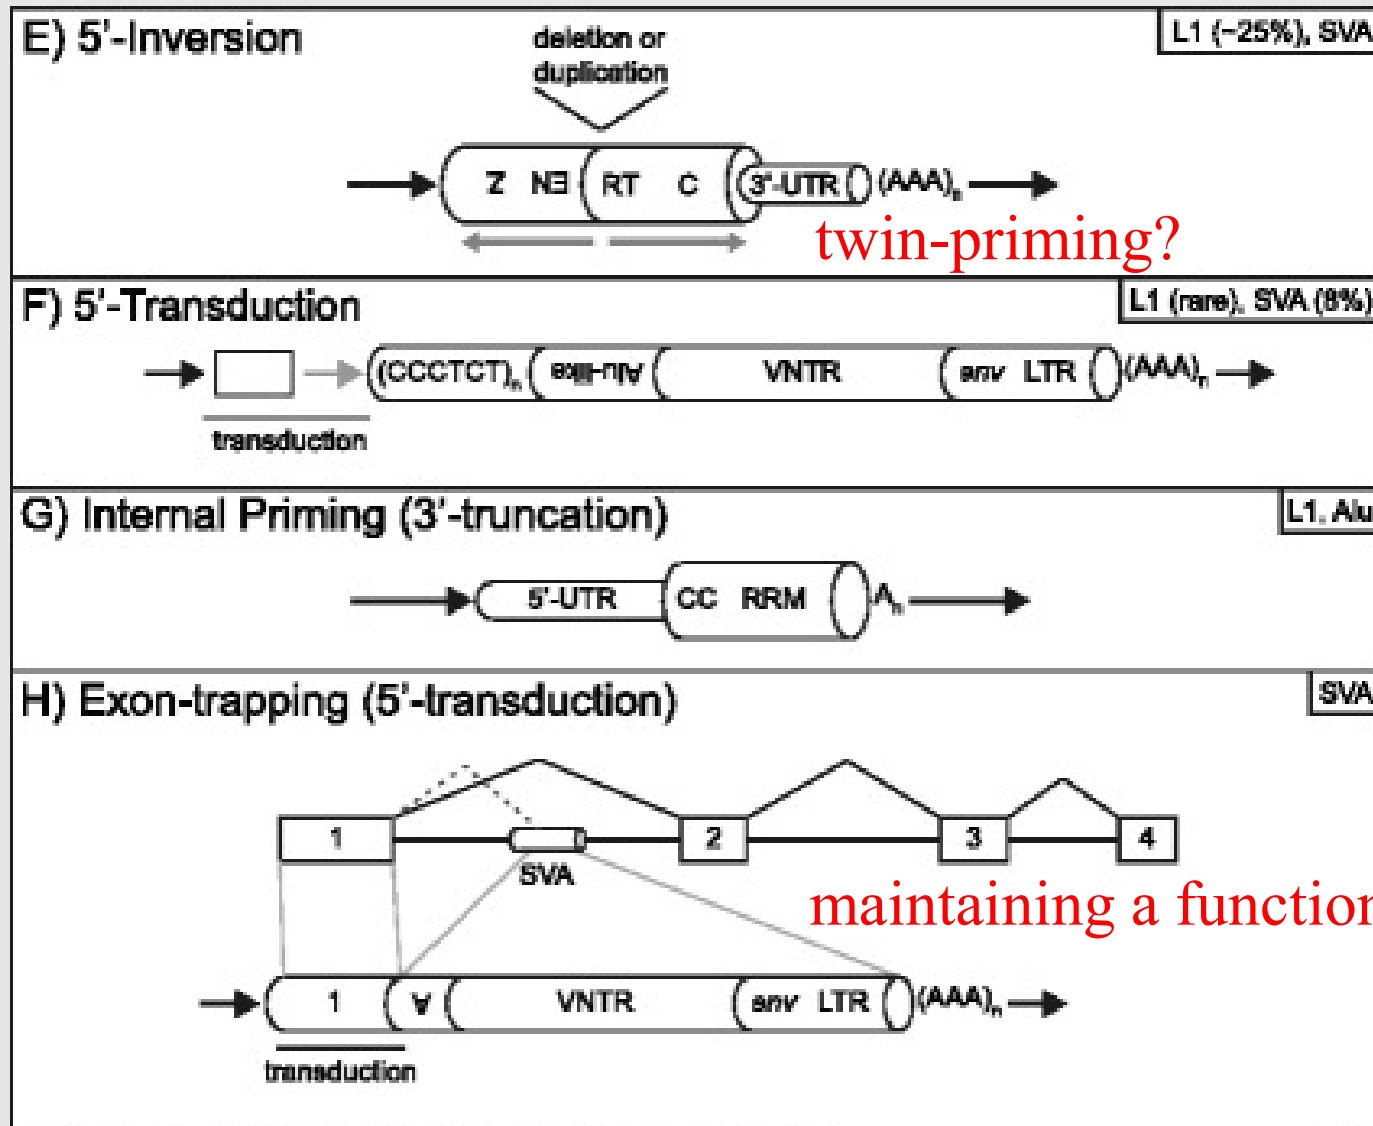 E) 5'-Inversion
deletion or
duplication
L1 (~25%), SVA
Z EN RT C 3'-UTR (AAA)n
twin-priming?
F) 5'-Transduction
L1 (rare), SVA (8%)
(CCCTCT)n Alu-like VNTR env LTR (AAA)n
transduction
G) Internal Priming (3'-truncation)
L1, Alu
5'-UTR CC RRM An
H) Exon-trapping (5'-transduction)
SVA
1 2 3 4
SVA
maintaining a function
1 A VNTR env LTR (AAA)n
transduction